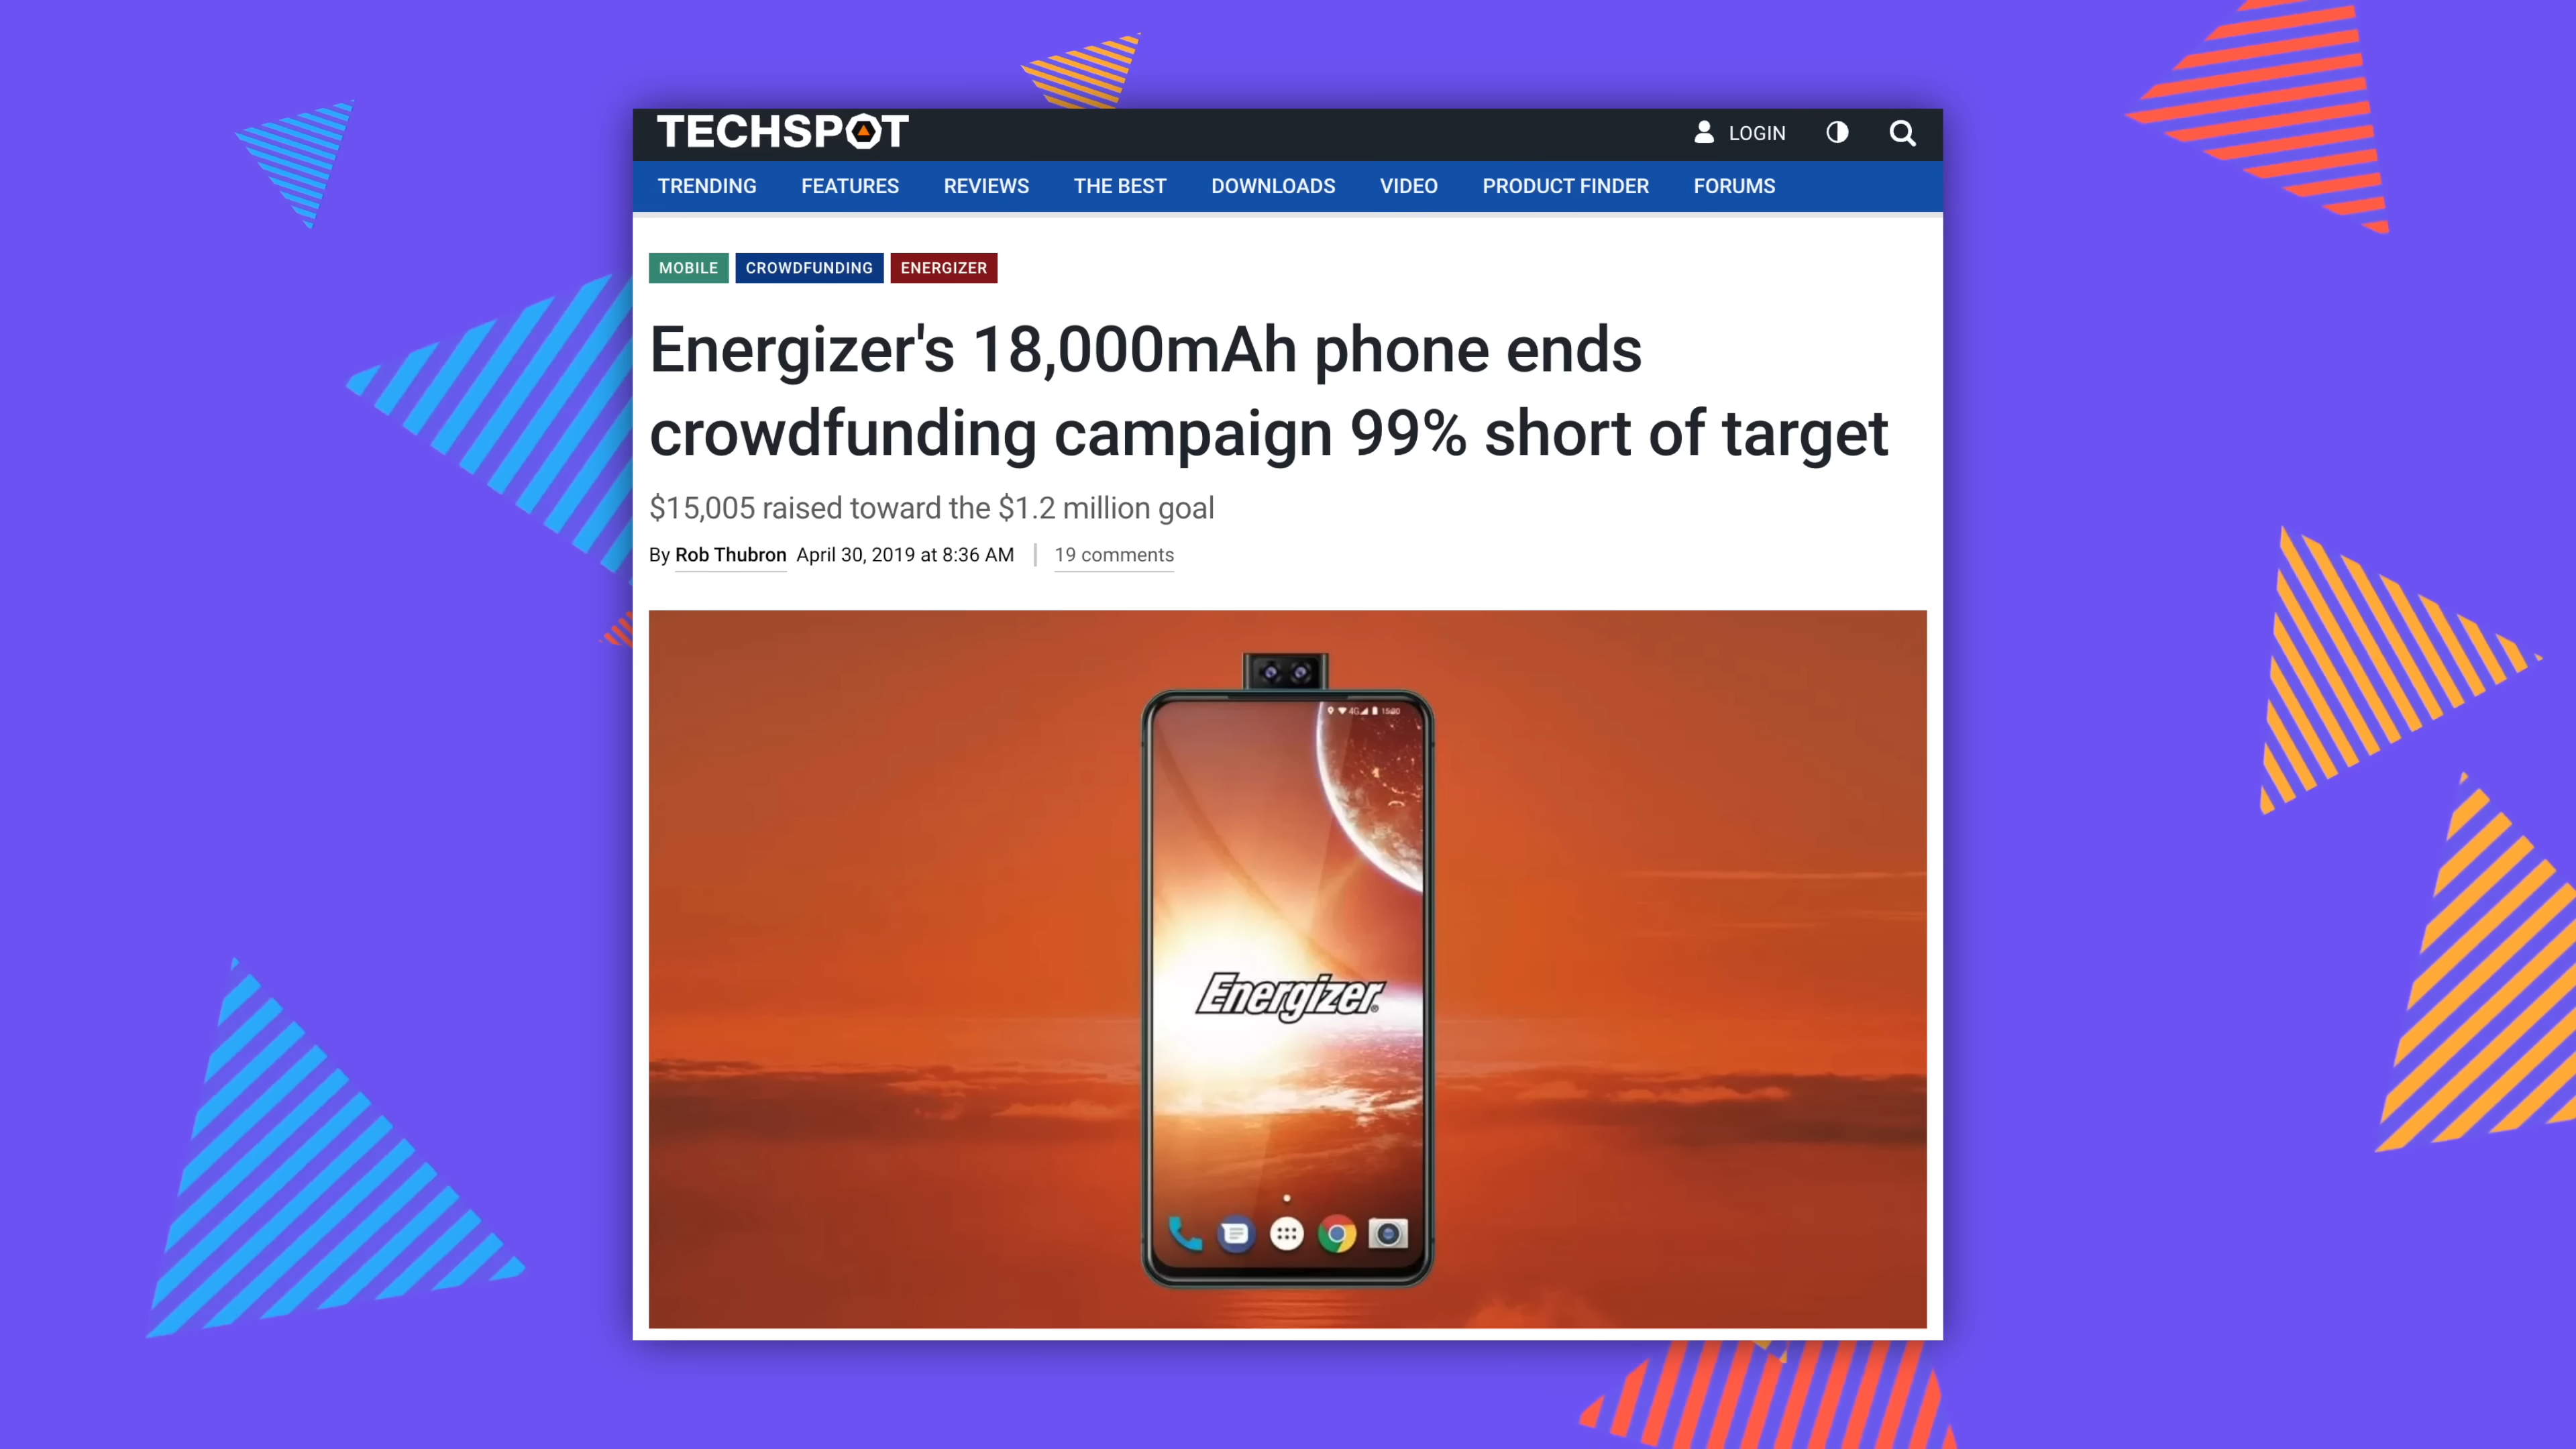 TECHSPOT
LOGIN
TRENDING FEATURES REVIEWS THE BEST DOWNLOADS VIDEO PRODUCT FINDER FORUMS
MOBILE CROWDFUNDING ENERGIZER
Energizer's 18,000mAh phone ends
crowdfunding campaign 99% short of target
$15,005 raised toward the $1.2 million goal
By Rob Thubron April 30, 2019 at 8:36 AM | 19 comments
4G
Energizer®